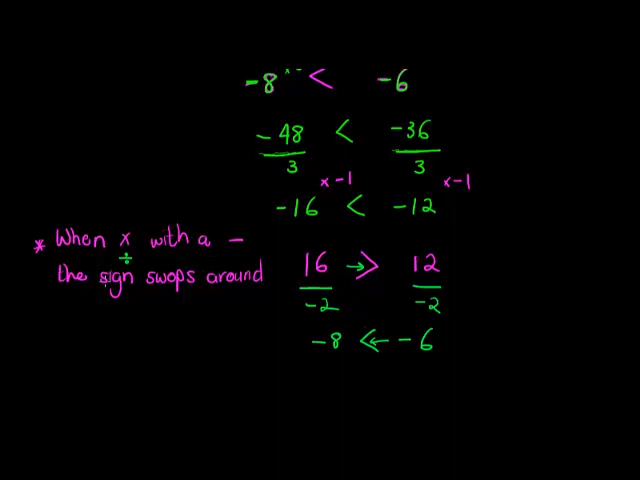 -8 < -6
-48/3 < -36/3
× -1 × -1
-16 < -12
* When × with a -
÷
the sign swops around
16 → > 12
-2 -2
-8 < ← -6